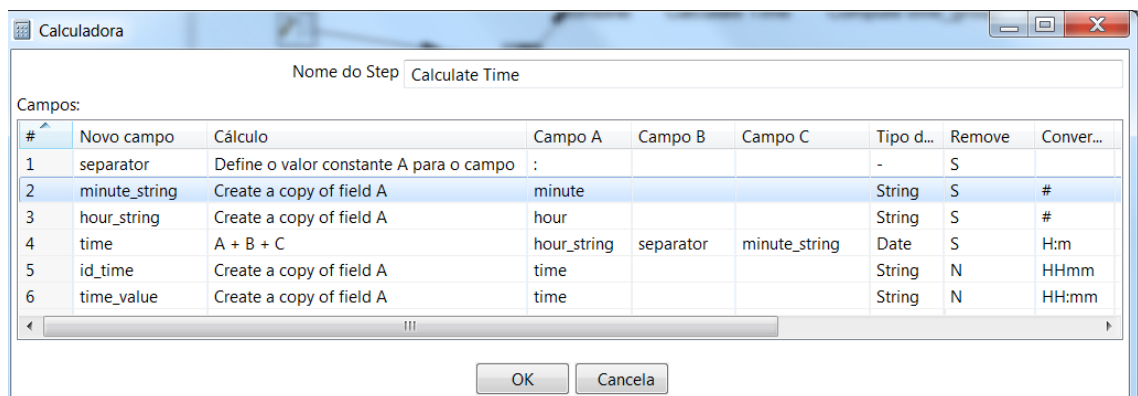 Calculadora
Nome do Step Calculate Time
Campos:
# Novo campo Cálculo Campo A Campo B Campo C Tipo d... Remove Conver...
1 separator Define o valor constante A para o campo : - S
2 minute_string Create a copy of field A minute String S #
3 hour_string Create a copy of field A hour String S #
4 time A + B + C hour_string separator minute_string Date S H:m
5 id_time Create a copy of field A time String N HHmm
6 time_value Create a copy of field A time String N HH:mm
OK Cancela